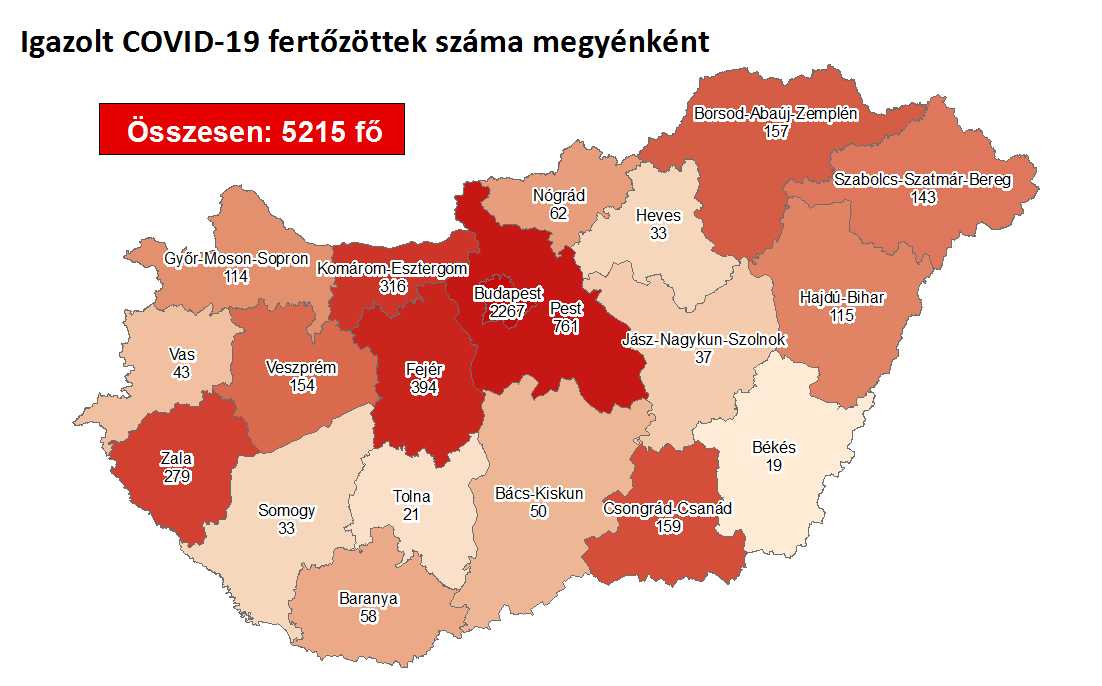 Igazolt COVID-19 fertőzöttek száma megyénként
Összesen: 5215 fő
Borsod-Abaúj-Zemplén
157
Szabolcs-Szatmár-Bereg
143
Nógrád
62
Heves
33
Győr-Moson-Sopron
114
Komárom-Esztergom
316
Budapest
2267
Pest
761
Hajdú-Bihar
115
Jász-Nagykun-Szolnok
37
Vas
43
Veszprém
154
Fejér
394
Békés
19
Zala
279
Somogy
33
Tolna
21
Bács-Kiskun
50
Csongrád-Csanád
159
Baranya
58